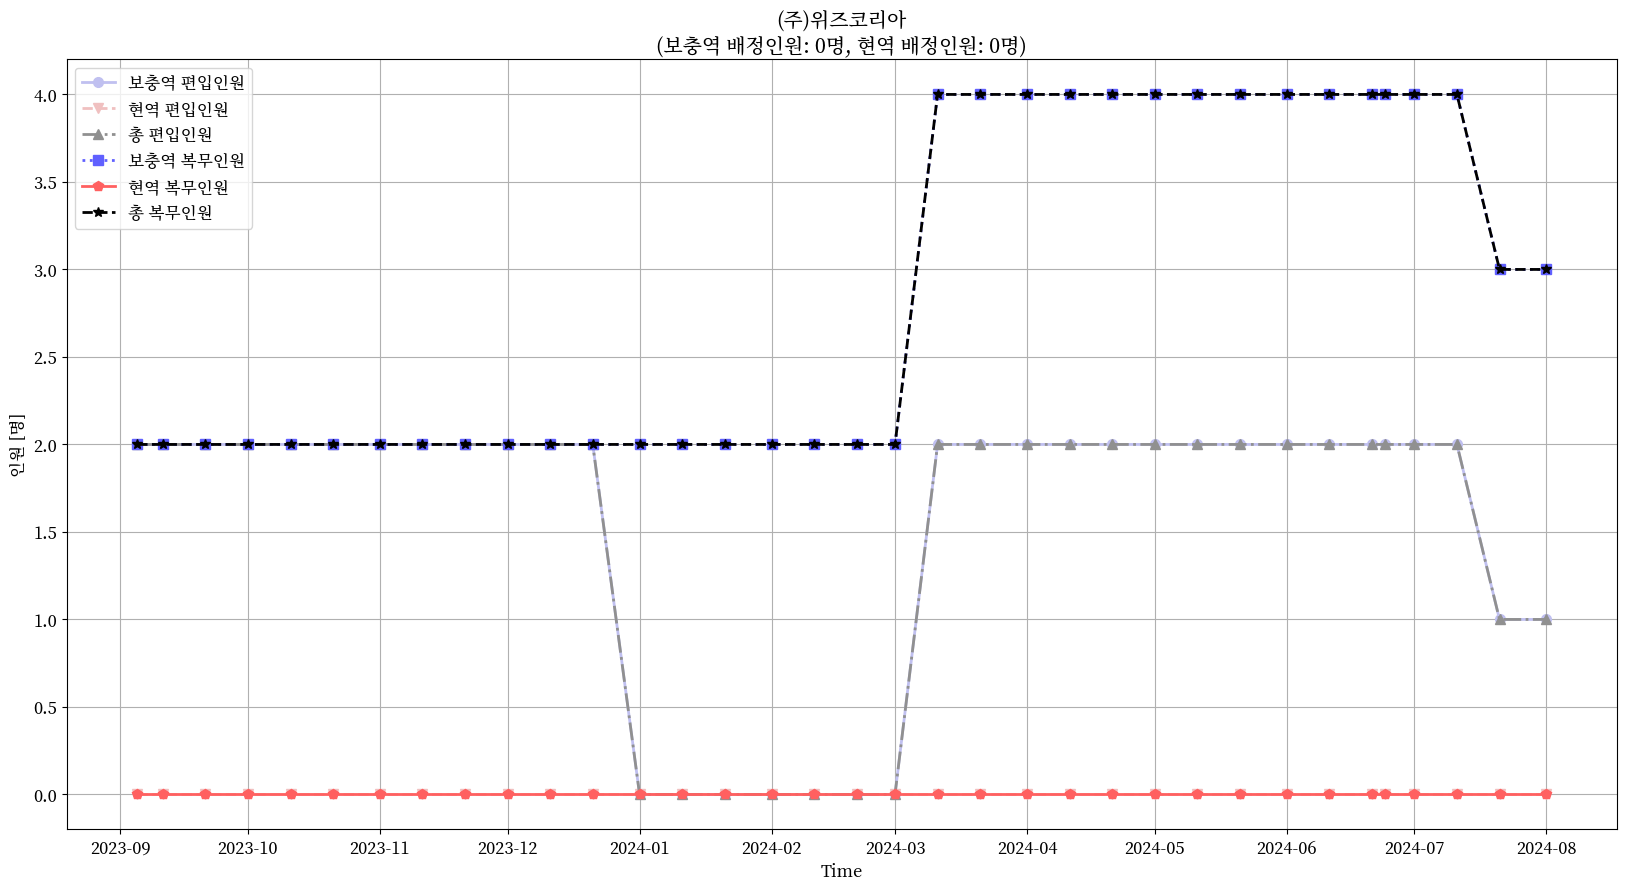 (주)위즈코리아
(보충역 배정인원: 0명, 현역 배정인원: 0명)
보충역 편입인원
현역 편입인원
총 편입인원
보충역 복무인원
현역 복무인원
총 복무인원
인원 [명]
4.0
3.5
3.0
2.5
2.0
1.5
1.0
0.5
0.0
2023-09 2023-10 2023-11 2023-12 2024-01 2024-02 2024-03 2024-04 2024-05 2024-06 2024-07 2024-08
Time